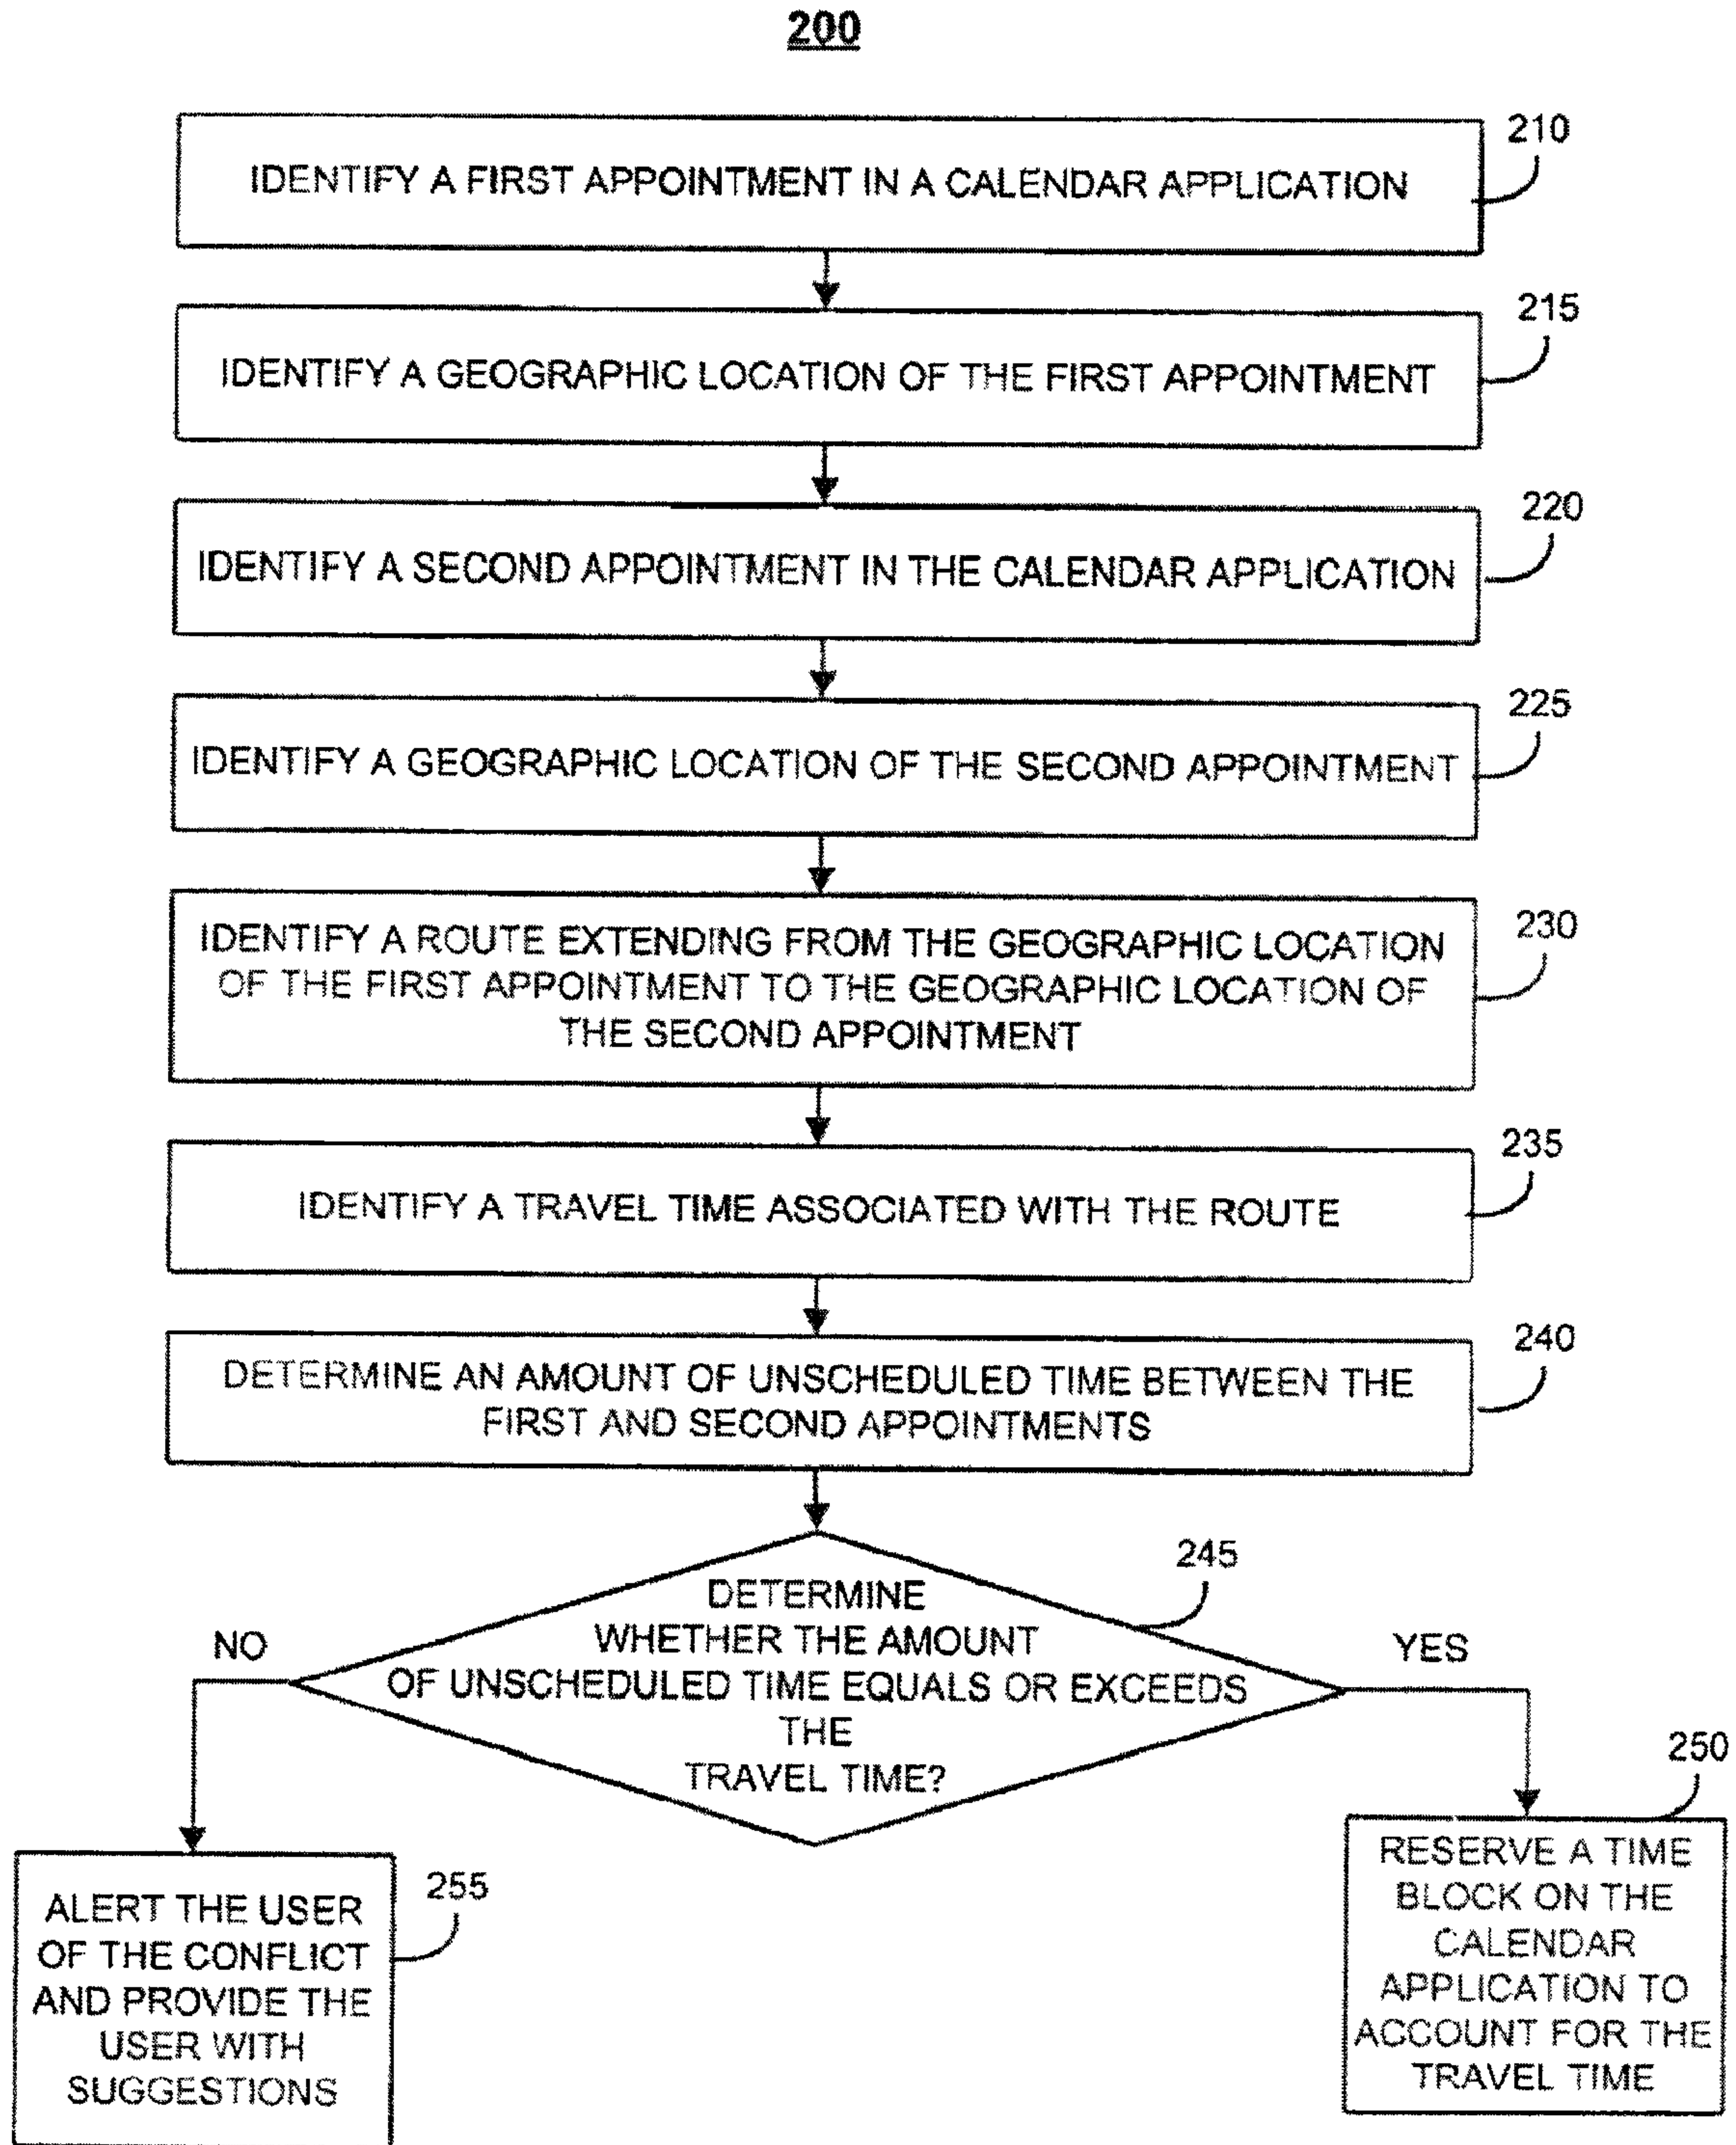 200
210
IDENTIFY A FIRST APPOINTMENT IN A CALENDAR APPLICATION
215
IDENTIFY A GEOGRAPHIC LOCATION OF THE FIRST APPOINTMENT
220
IDENTIFY A SECOND APPOINTMENT IN THE CALENDAR APPLICATION
225
IDENTIFY A GEOGRAPHIC LOCATION OF THE SECOND APPOINTMENT
230
IDENTIFY A ROUTE EXTENDING FROM THE GEOGRAPHIC LOCATION
OF THE FIRST APPOINTMENT TO THE GEOGRAPHIC LOCATION OF
THE SECOND APPOINTMENT
235
IDENTIFY A TRAVEL TIME ASSOCIATED WITH THE ROUTE
240
DETERMINE AN AMOUNT OF UNSCHEDULED TIME BETWEEN THE
FIRST AND SECOND APPOINTMENTS
245
DETERMINE
WHETHER THE AMOUNT
OF UNSCHEDULED TIME EQUALS OR EXCEEDS
THE
TRAVEL TIME?
NO
YES
255
ALERT THE USER
OF THE CONFLICT
AND PROVIDE THE
USER WITH
SUGGESTIONS
250
RESERVE A TIME
BLOCK ON THE
CALENDAR
APPLICATION TO
ACCOUNT FOR THE
TRAVEL TIME